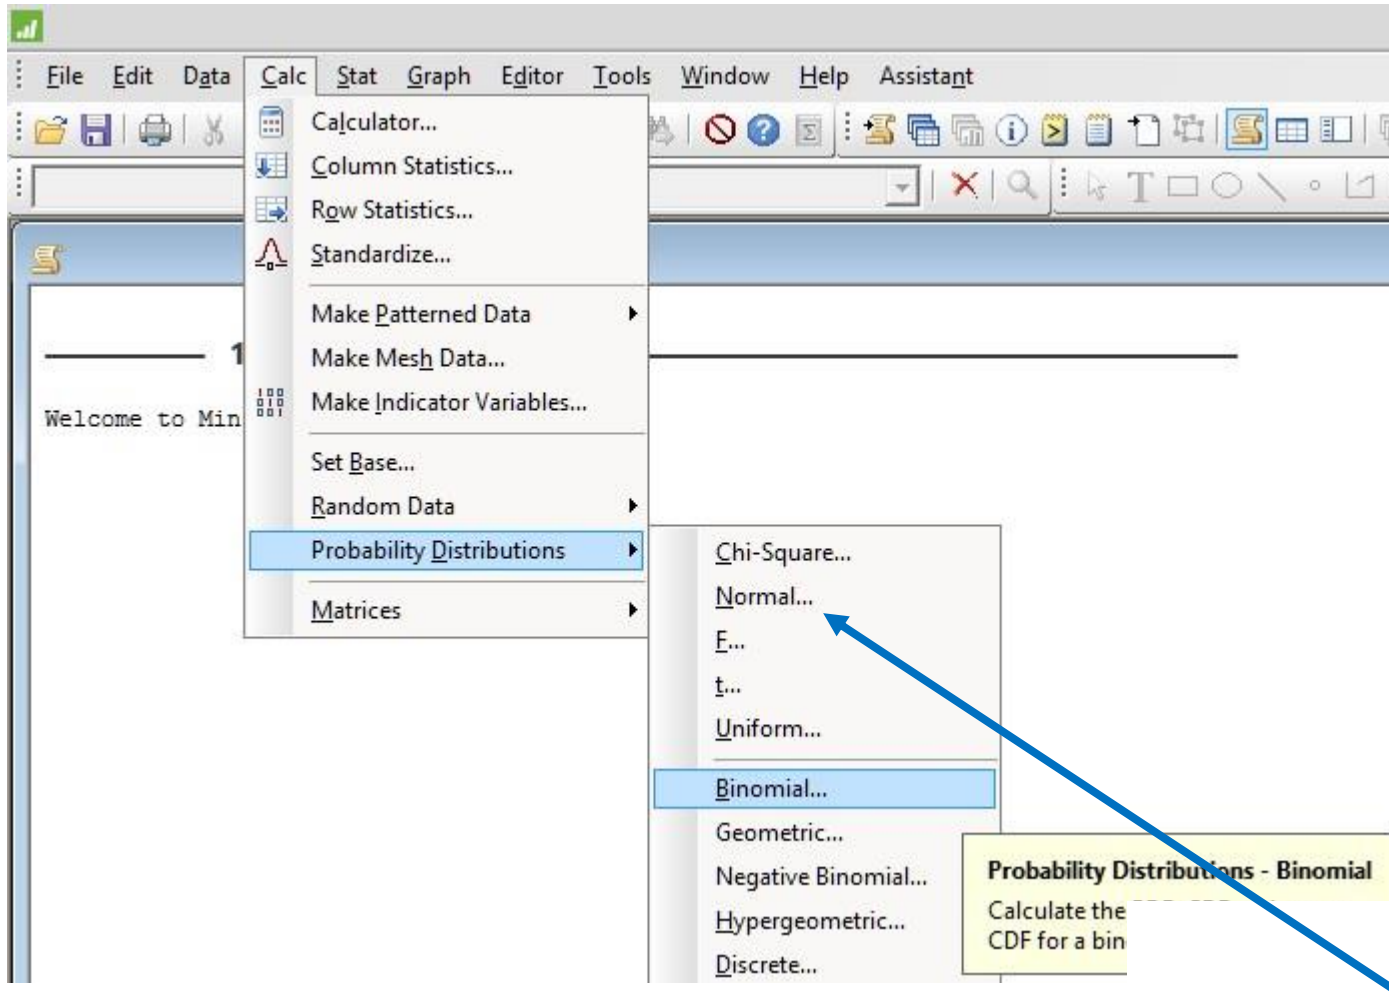 File Edit Data Calc Stat Graph Editor Tools Window Help Assistant
Calculator...
Column Statistics...
Row Statistics...
Standardize...
Make Patterned Data
1
Make Mesh Data...
Welcome to Min
Make Indicator Variables...
Set Base...
Random Data
Probability Distributions
Matrices
Chi-Square...
Normal...
F...
t...
Uniform...
Binomial...
Geometric...
Negative Binomial...
Hypergeometric...
Discrete...
Probability Distributions - Binomial
Calculate the
CDF for a bin